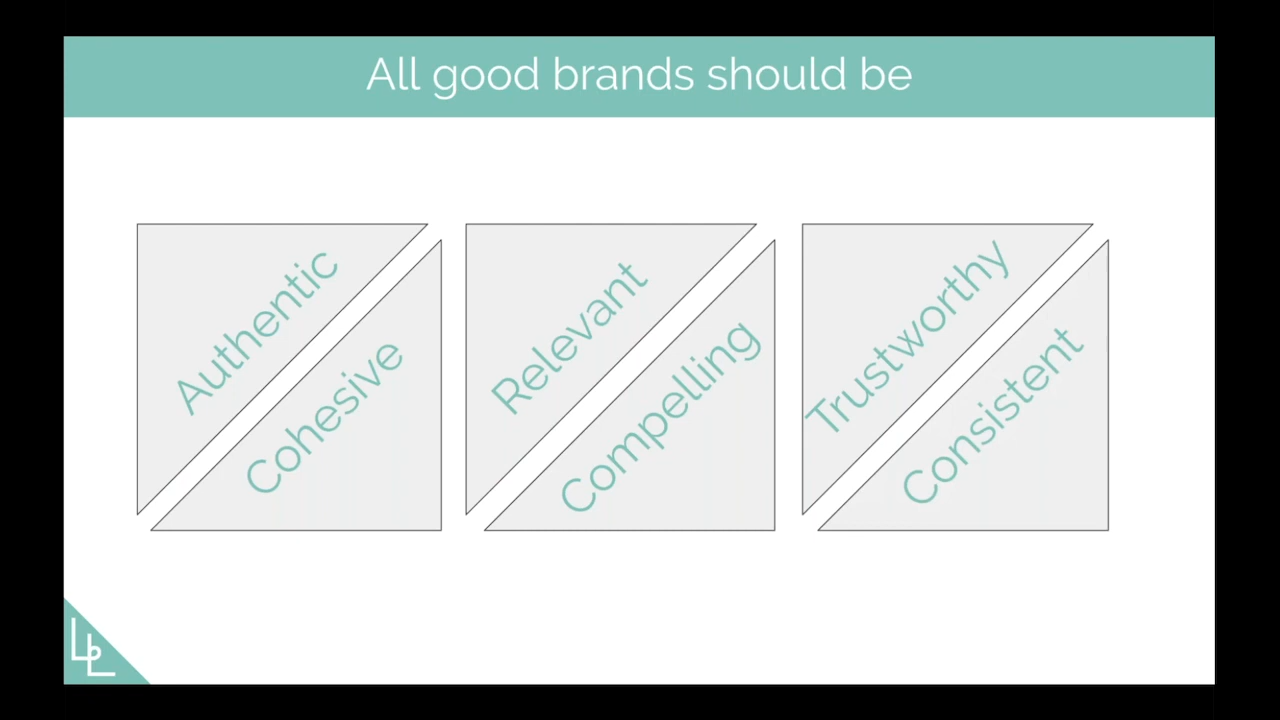 All good brands should be
Authentic
Cohesive
Relevant
Compelling
Trustworthy
Consistent